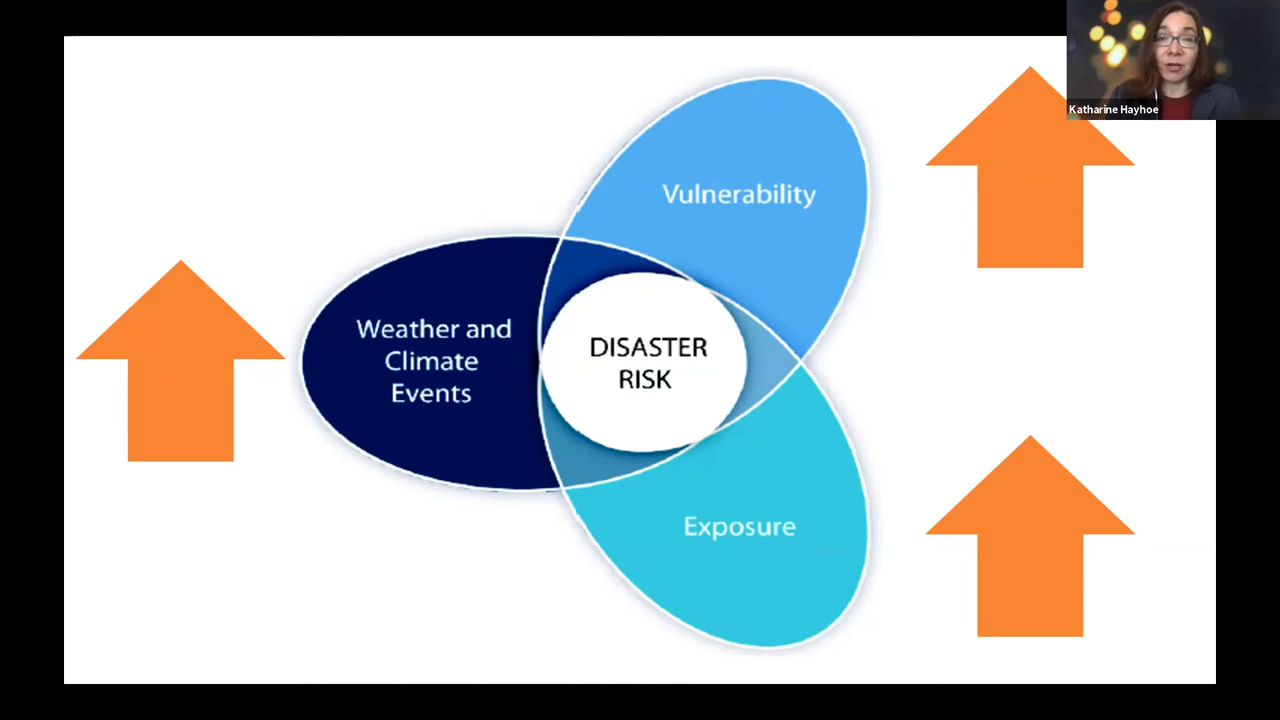 Katharine Hayhoe
Vulnerability
Weather and
Climate
Events
DISASTER
RISK
Exposure